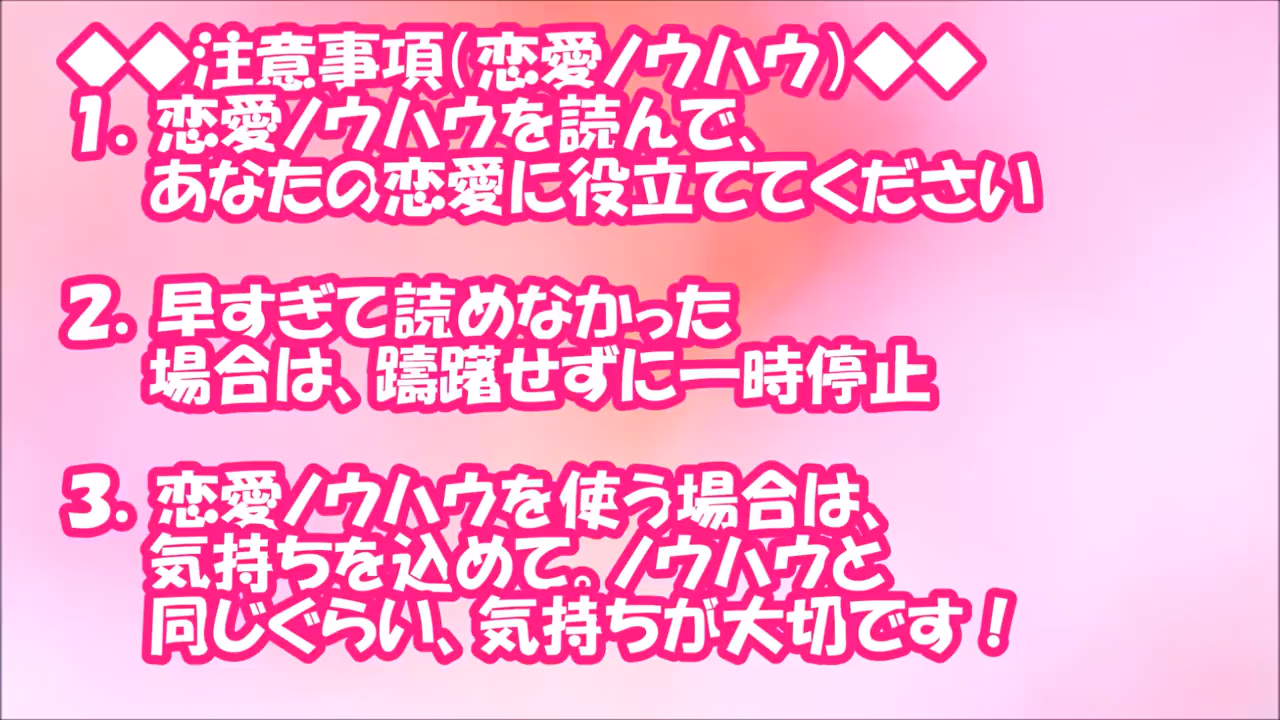 ◆◆注意事項(恋愛ノウハウ)◆◆
1. 恋愛ノウハウを読んで、
あなたの恋愛に役立ててください
2. 早すぎて読めなかった
場合は、躊躇せずに一時停止
3. 恋愛ノウハウを使う場合は、
気持ちを込めて。ノウハウと
同じぐらい、気持ちが大切です!